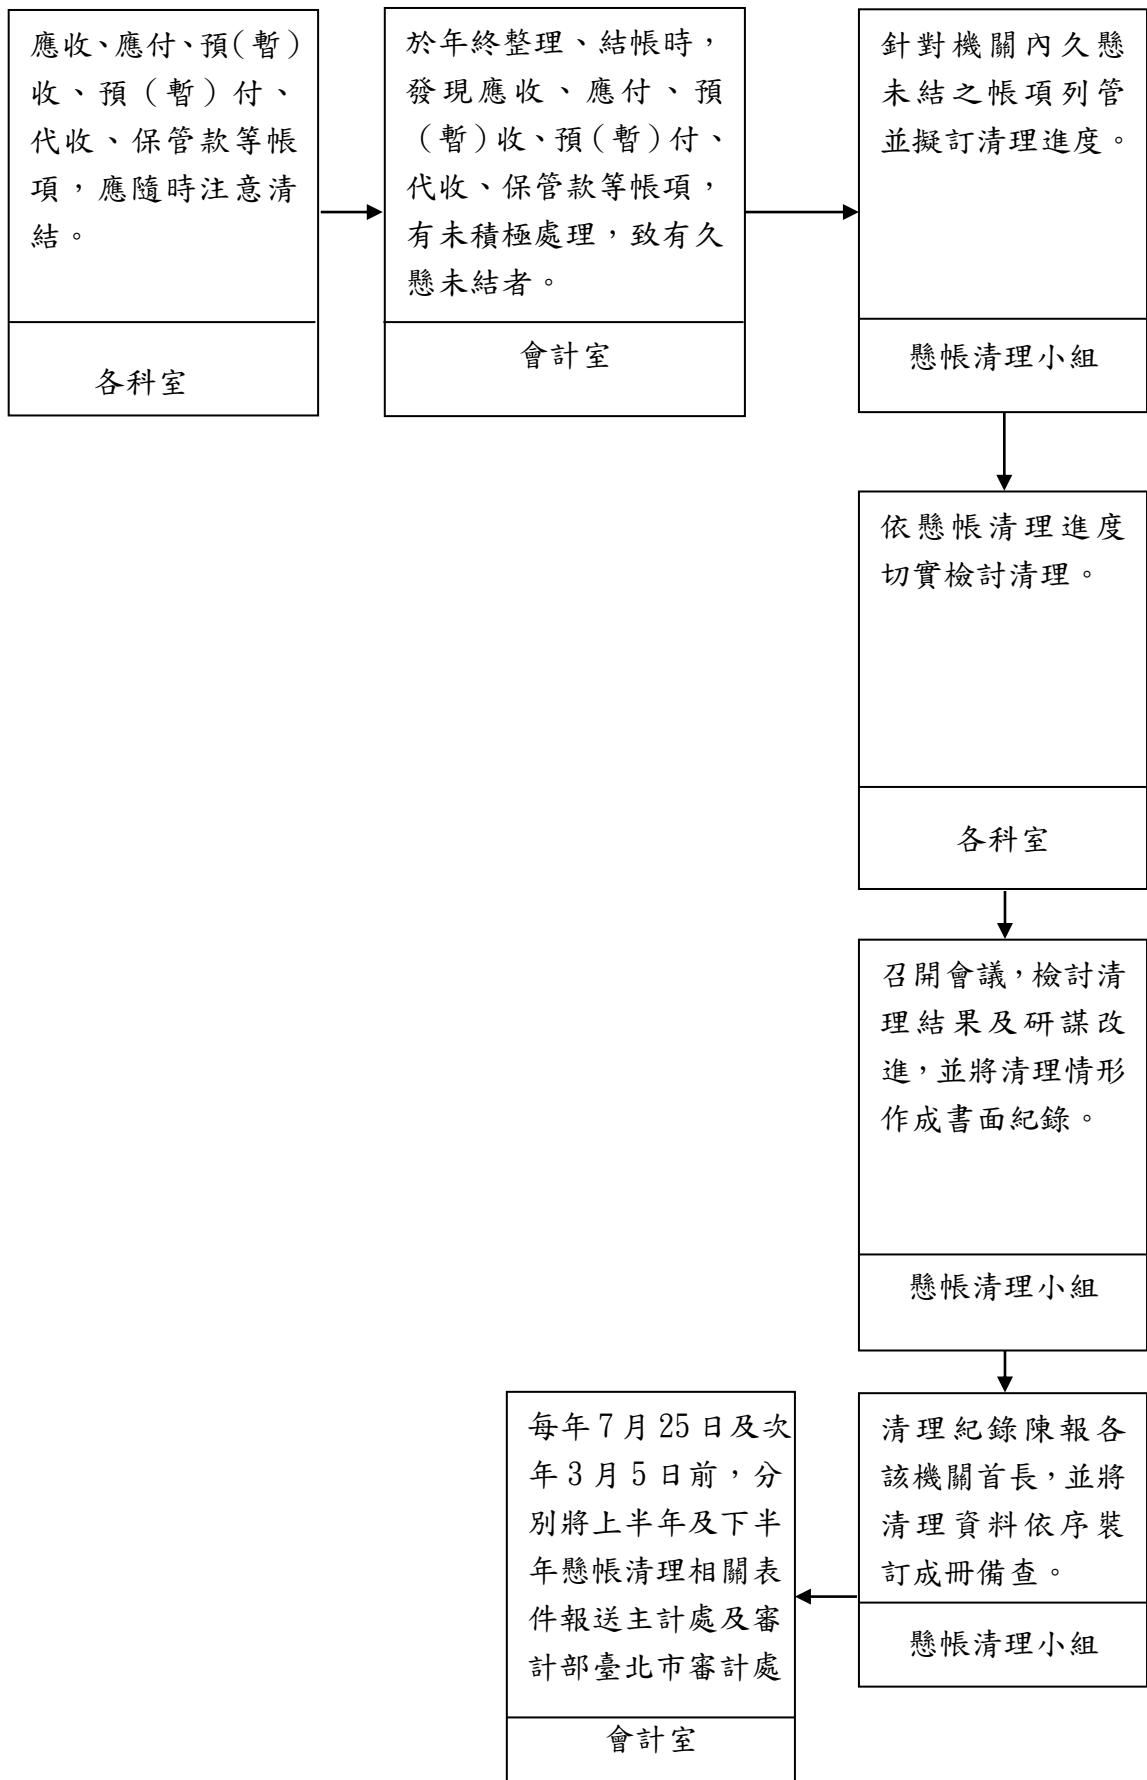 應收、應付、預(暫)
收、預（暫）付、
代收、保管款等帳
項，應隨時注意清
結。
各科室
於年終整理、結帳時，
發現應收、應付、預
（暫）收、預（暫）付、
代收、保管款等帳項，
有未積極處理，致有久
懸未結者。
會計室
針對機關內久懸
未結之帳項列管
並擬訂清理進度。
懸帳清理小組
依懸帳清理進度
切實檢討清理。
各科室
召開會議，檢討清
理結果及研謀改
進，並將清理情形
作成書面紀錄。
懸帳清理小組
清理紀錄陳報各
該機關首長，並將
清理資料依序裝
訂成冊備查。
懸帳清理小組
每年 7 月 25 日及次
年 3 月 5 日前，分
別將上半年及下半
年懸帳清理相關表
件報送主計處及審
計部臺北市審計處
會計室